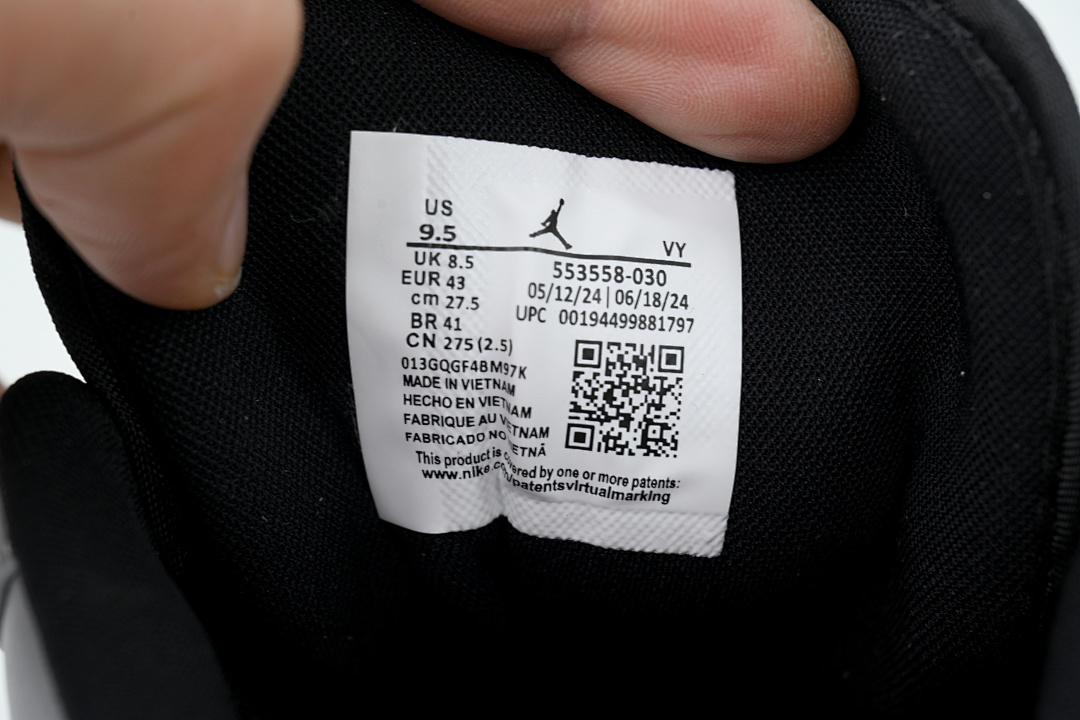 US
9.5
VY
UK 8.5
EUR 43
cm 27.5
BR 41
CN 275 (2.5)
553558-030
05/12/24 | 06/18/24
UPC 00194499881797
013GQGF4BM97K
MADE IN VIETNAM
HECHO EN VIETNAM
FABRIQUE AU VIETNAM
FABRICADO NO VIETNÃ
This product is covered by one or more patents:
www.nike.com/patentsvirtualmarking